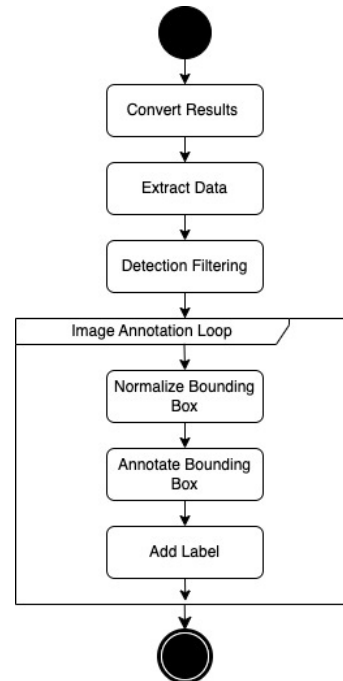 Convert Results
Extract Data
Detection Filtering
Image Annotation Loop
Normalize Bounding
Box
Annotate Bounding
Box
Add Label